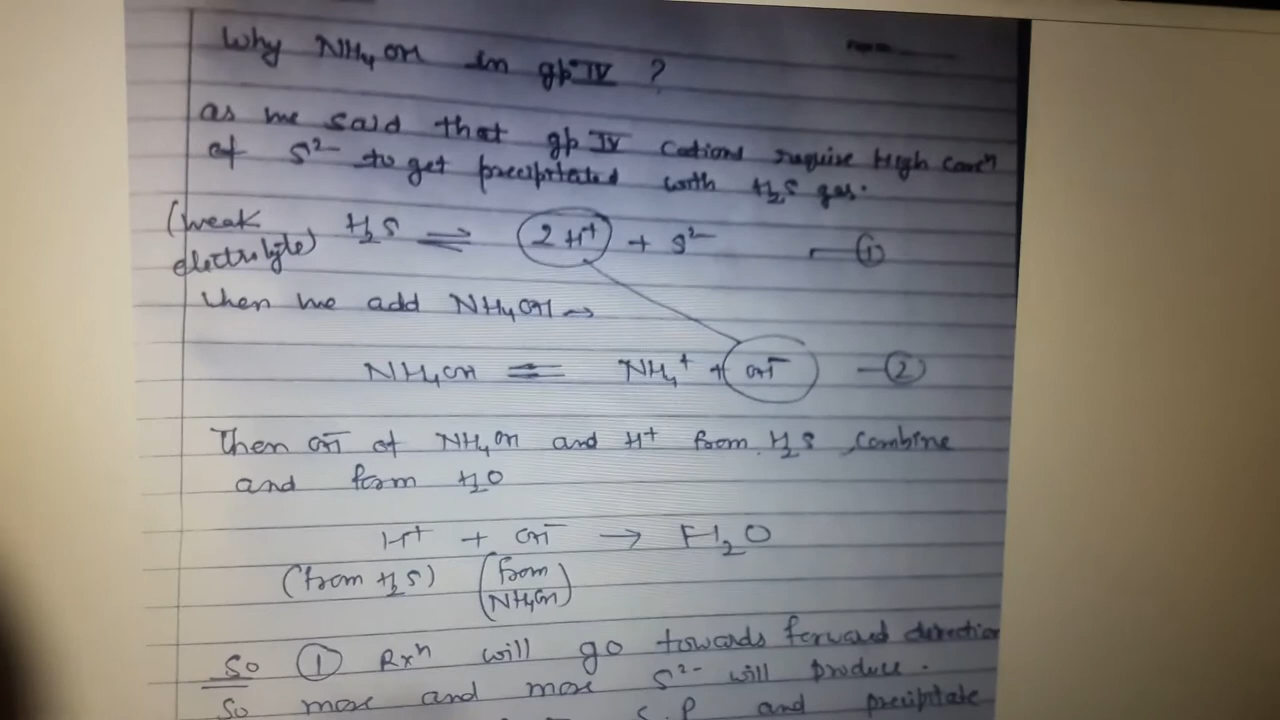 Why NH4OH in gp IV ?
as we said that gp IV cations require high concn
of S2- to get precipitated with H2S gas.
(weak electrolyte) H2S ⇌ 2H+ + S2- —①
when we add NH4OH →
NH4OH ⇌ NH4+ + OH- —②
Then OH- of NH4OH and H+ from H2S combine
and form H2O
H+ + OH- → H2O
(from H2S) (from NH4OH)
So ① Rxn will go towards forward direction
So more and more S2- will produce.
S.P and precipitate